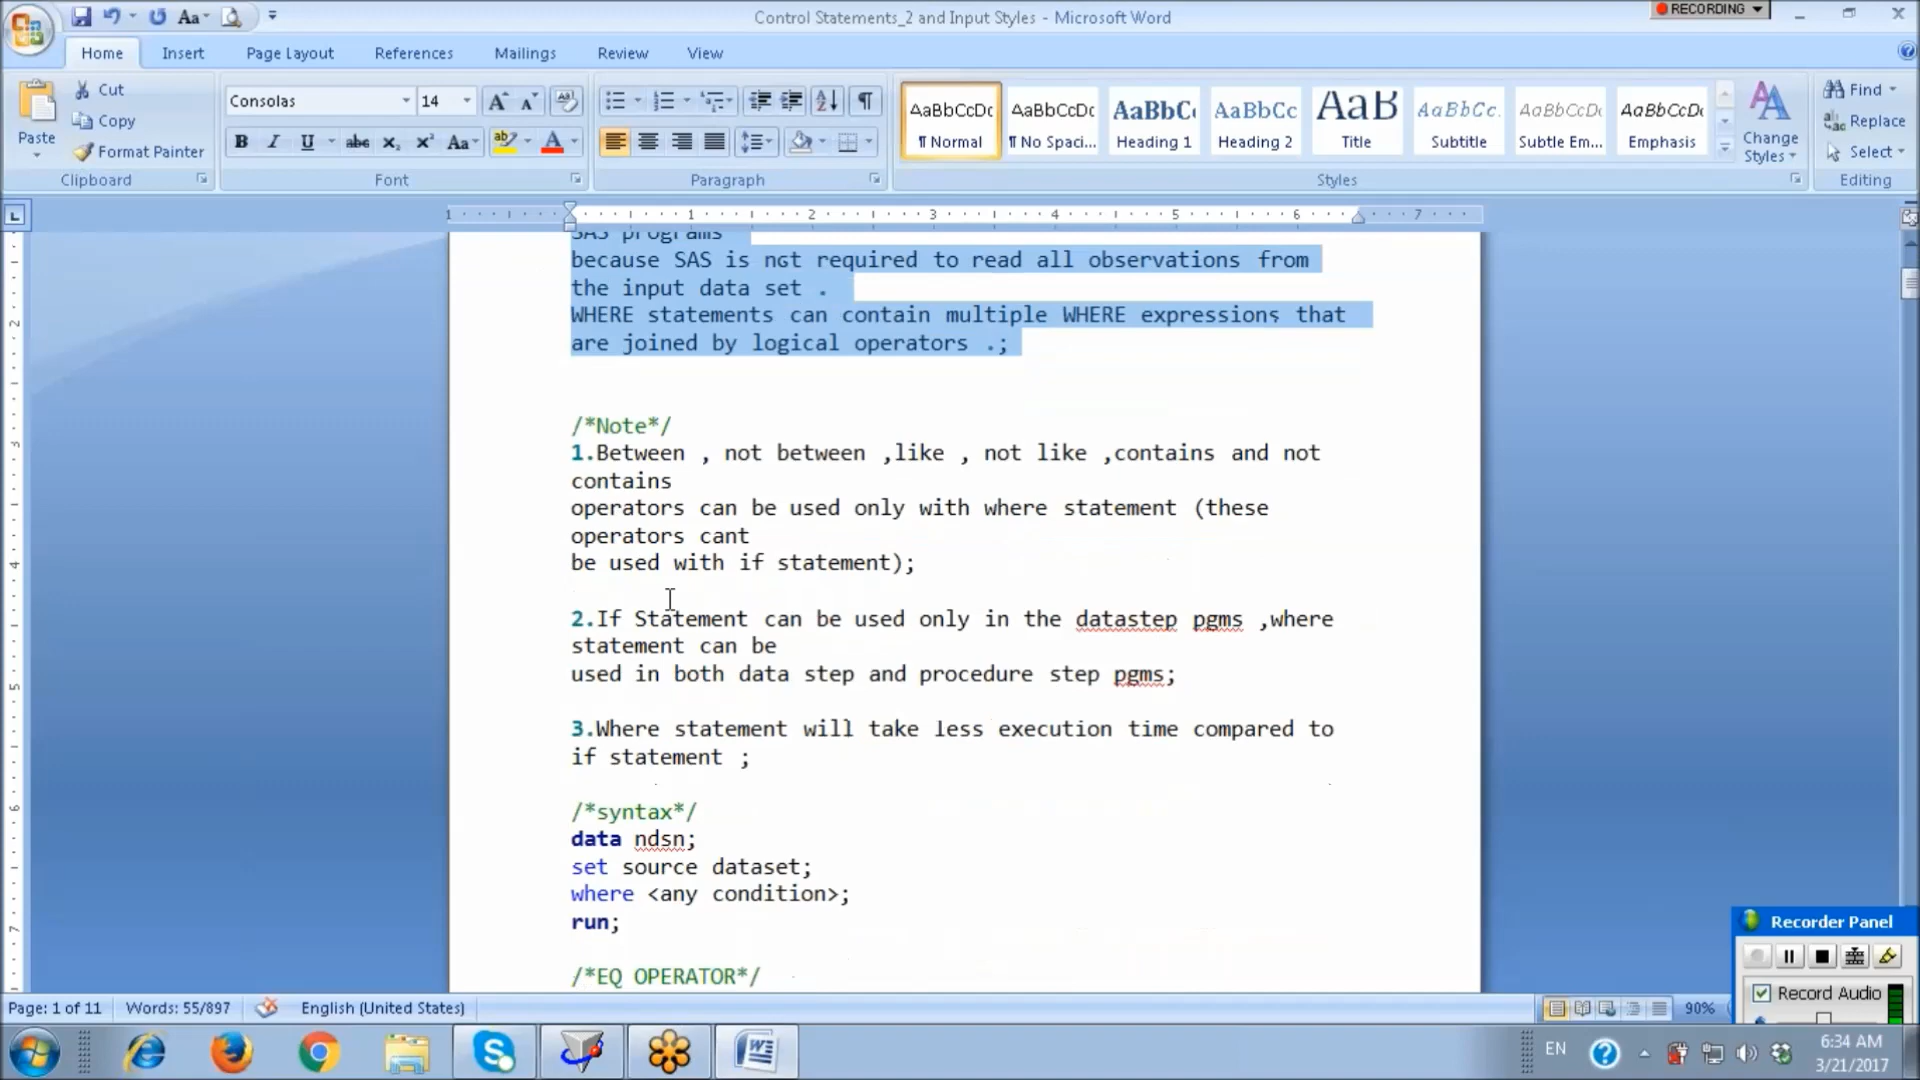 Control Statements_2 and Input Styles - Microsoft Word
RECORDING
Home Insert Page Layout References Mailings Review View
Paste
Cut
Copy
Format Painter
Clipboard
Consolas 14
Font
Paragraph
AaBbCcDc AaBbCcDc AaBbC AaBbCc AaB AaBbCc. AaBbCcDc AaBbCcDc
¶ Normal ¶ No Spaci... Heading 1 Heading 2 Title Subtitle Subtle Em... Emphasis
Styles
Change Styles
Find
Replace
Select
Editing
SAS programs
because SAS is not required to read all observations from
the input data set .
WHERE statements can contain multiple WHERE expressions that
are joined by logical operators .;
/*Note*/
1.Between , not between ,like , not like ,contains and not
contains
operators can be used only with where statement (these
operators cant
be used with if statement);
2.If Statement can be used only in the datastep pgms ,where
statement can be
used in both data step and procedure step pgms;
3.Where statement will take less execution time compared to
if statement ;
/*syntax*/
data ndsn;
set source dataset;
where <any condition>;
run;
/*EQ OPERATOR*/
Recorder Panel
Record Audio
Page: 1 of 11 Words: 55/897 English (United States) 90%
EN
6:34 AM
3/21/2017